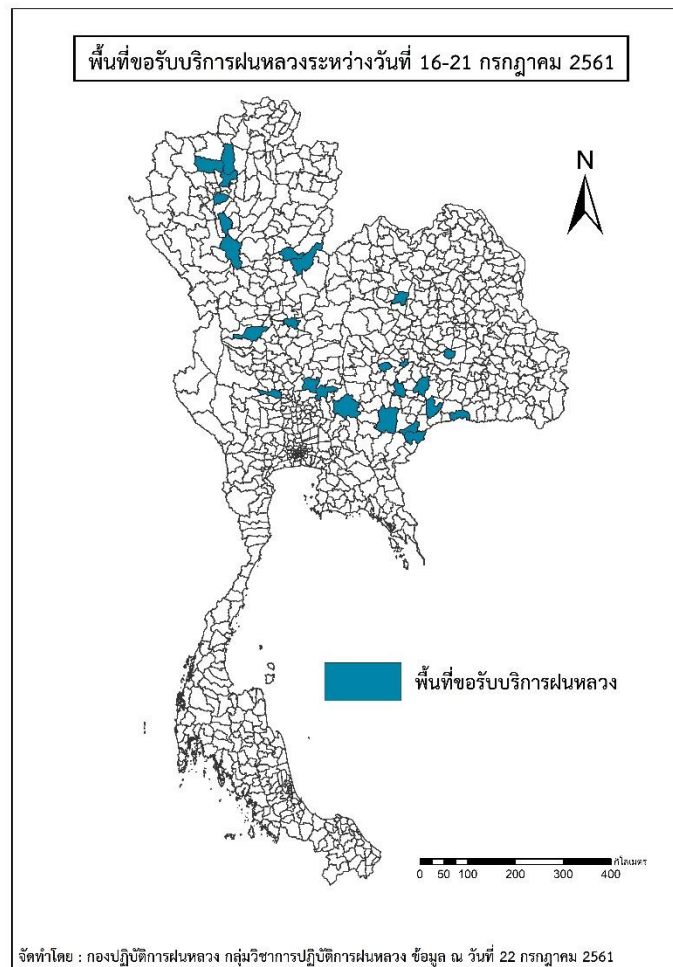 พื้นที่ขอรับบริการฝนหลวงระหว่างวันที่ 16-21 กรกฎาคม 2561
N
พื้นที่ขอรับบริการฝนหลวง
กิโลเมตร
0 50 100 200 300 400
จัดทำโดย : กองปฏิบัติการฝนหลวง กลุ่มวิชาการปฏิบัติการฝนหลวง ข้อมูล ณ วันที่ 22 กรกฎาคม 2561